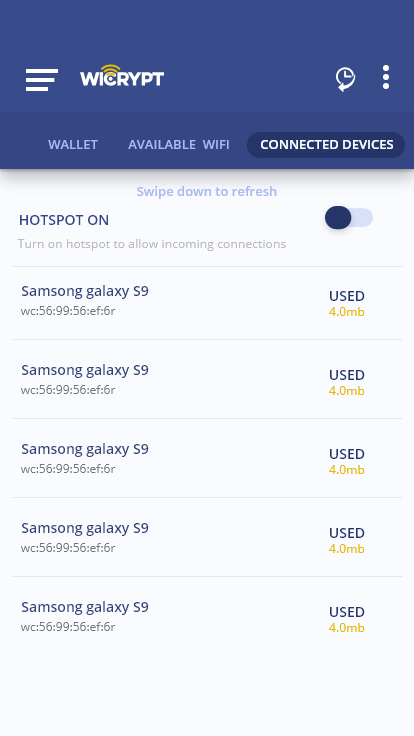 WICRYPT
WALLET AVAILABLE WIFI CONNECTED DEVICES
Swipe down to refresh
HOTSPOT ON
Turn on hotspot to allow incoming connections
Samsong galaxy S9
wc:56:99:56:ef:6r
USED
4.0mb
Samsong galaxy S9
wc:56:99:56:ef:6r
USED
4.0mb
Samsong galaxy S9
wc:56:99:56:ef:6r
USED
4.0mb
Samsong galaxy S9
wc:56:99:56:ef:6r
USED
4.0mb
Samsong galaxy S9
wc:56:99:56:ef:6r
USED
4.0mb